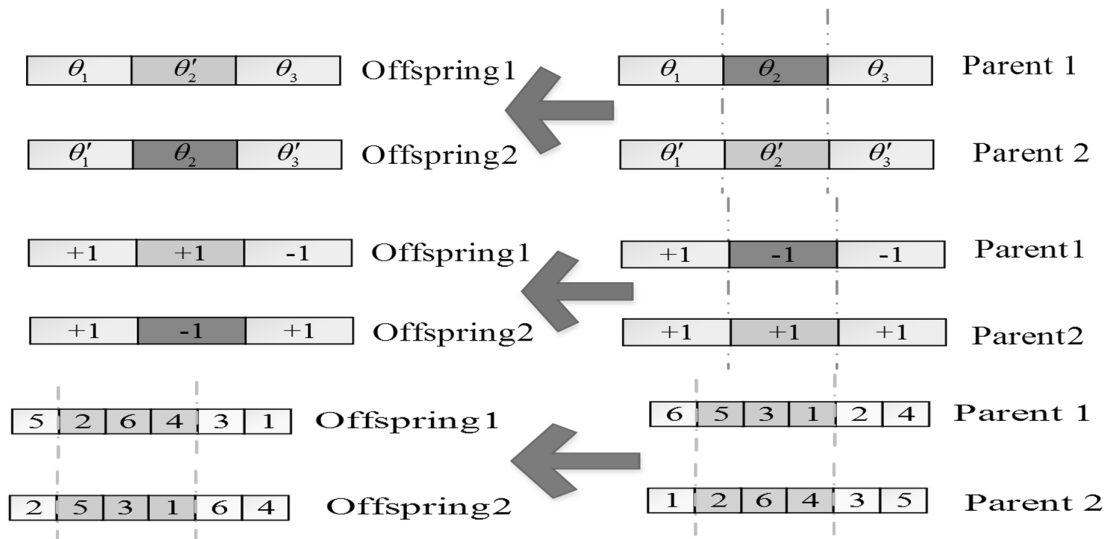 θ₁ θ′₂ θ₃ Offspring1 θ₁ θ₂ θ₃ Parent 1
θ′₁ θ₂ θ′₃ Offspring2 θ′₁ θ′₂ θ′₃ Parent 2
+1 +1 -1 Offspring1 +1 -1 -1 Parent1
+1 -1 +1 Offspring2 +1 +1 +1 Parent2
5 2 6 4 3 1 Offspring1 6 5 3 1 2 4 Parent 1
2 5 3 1 6 4 Offspring2 1 2 6 4 3 5 Parent 2